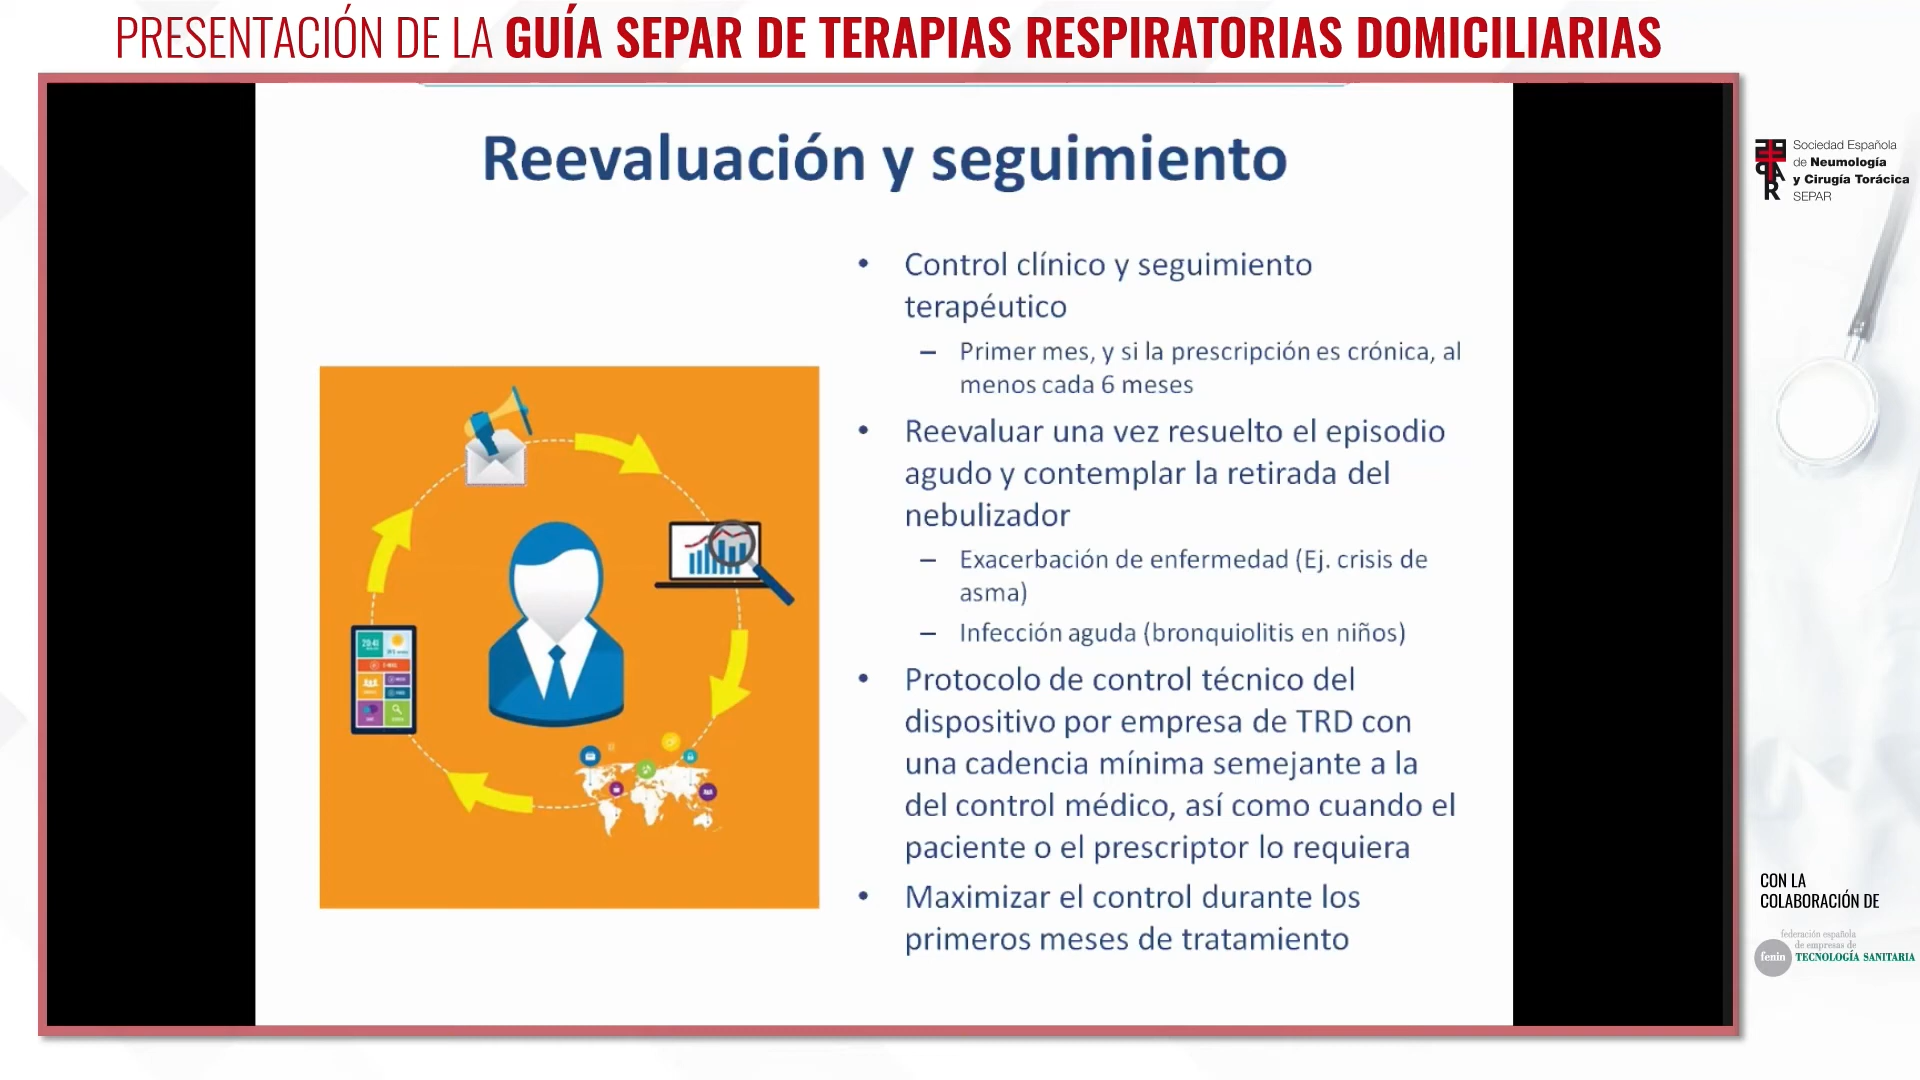 PRESENTACIÓN DE LA GUÍA SEPAR DE TERAPIAS RESPIRATORIAS DOMICILIARIAS
Reevaluación y seguimiento
• Control clínico y seguimiento
terapéutico
– Primer mes, y si la prescripción es crónica, al
menos cada 6 meses
• Reevaluar una vez resuelto el episodio
agudo y contemplar la retirada del
nebulizador
– Exacerbación de enfermedad (Ej. crisis de
asma)
– Infección aguda (bronquiolitis en niños)
• Protocolo de control técnico del
dispositivo por empresa de TRD con
una cadencia mínima semejante a la
del control médico, así como cuando el
paciente o el prescriptor lo requiera
• Maximizar el control durante los
primeros meses de tratamiento
20:41
SEPAR
Sociedad Española
de Neumología
y Cirugía Torácica
SEPAR
CON LA
COLABORACIÓN DE
fenin
federación española
de empresas de
TECNOLOGÍA SANITARIA